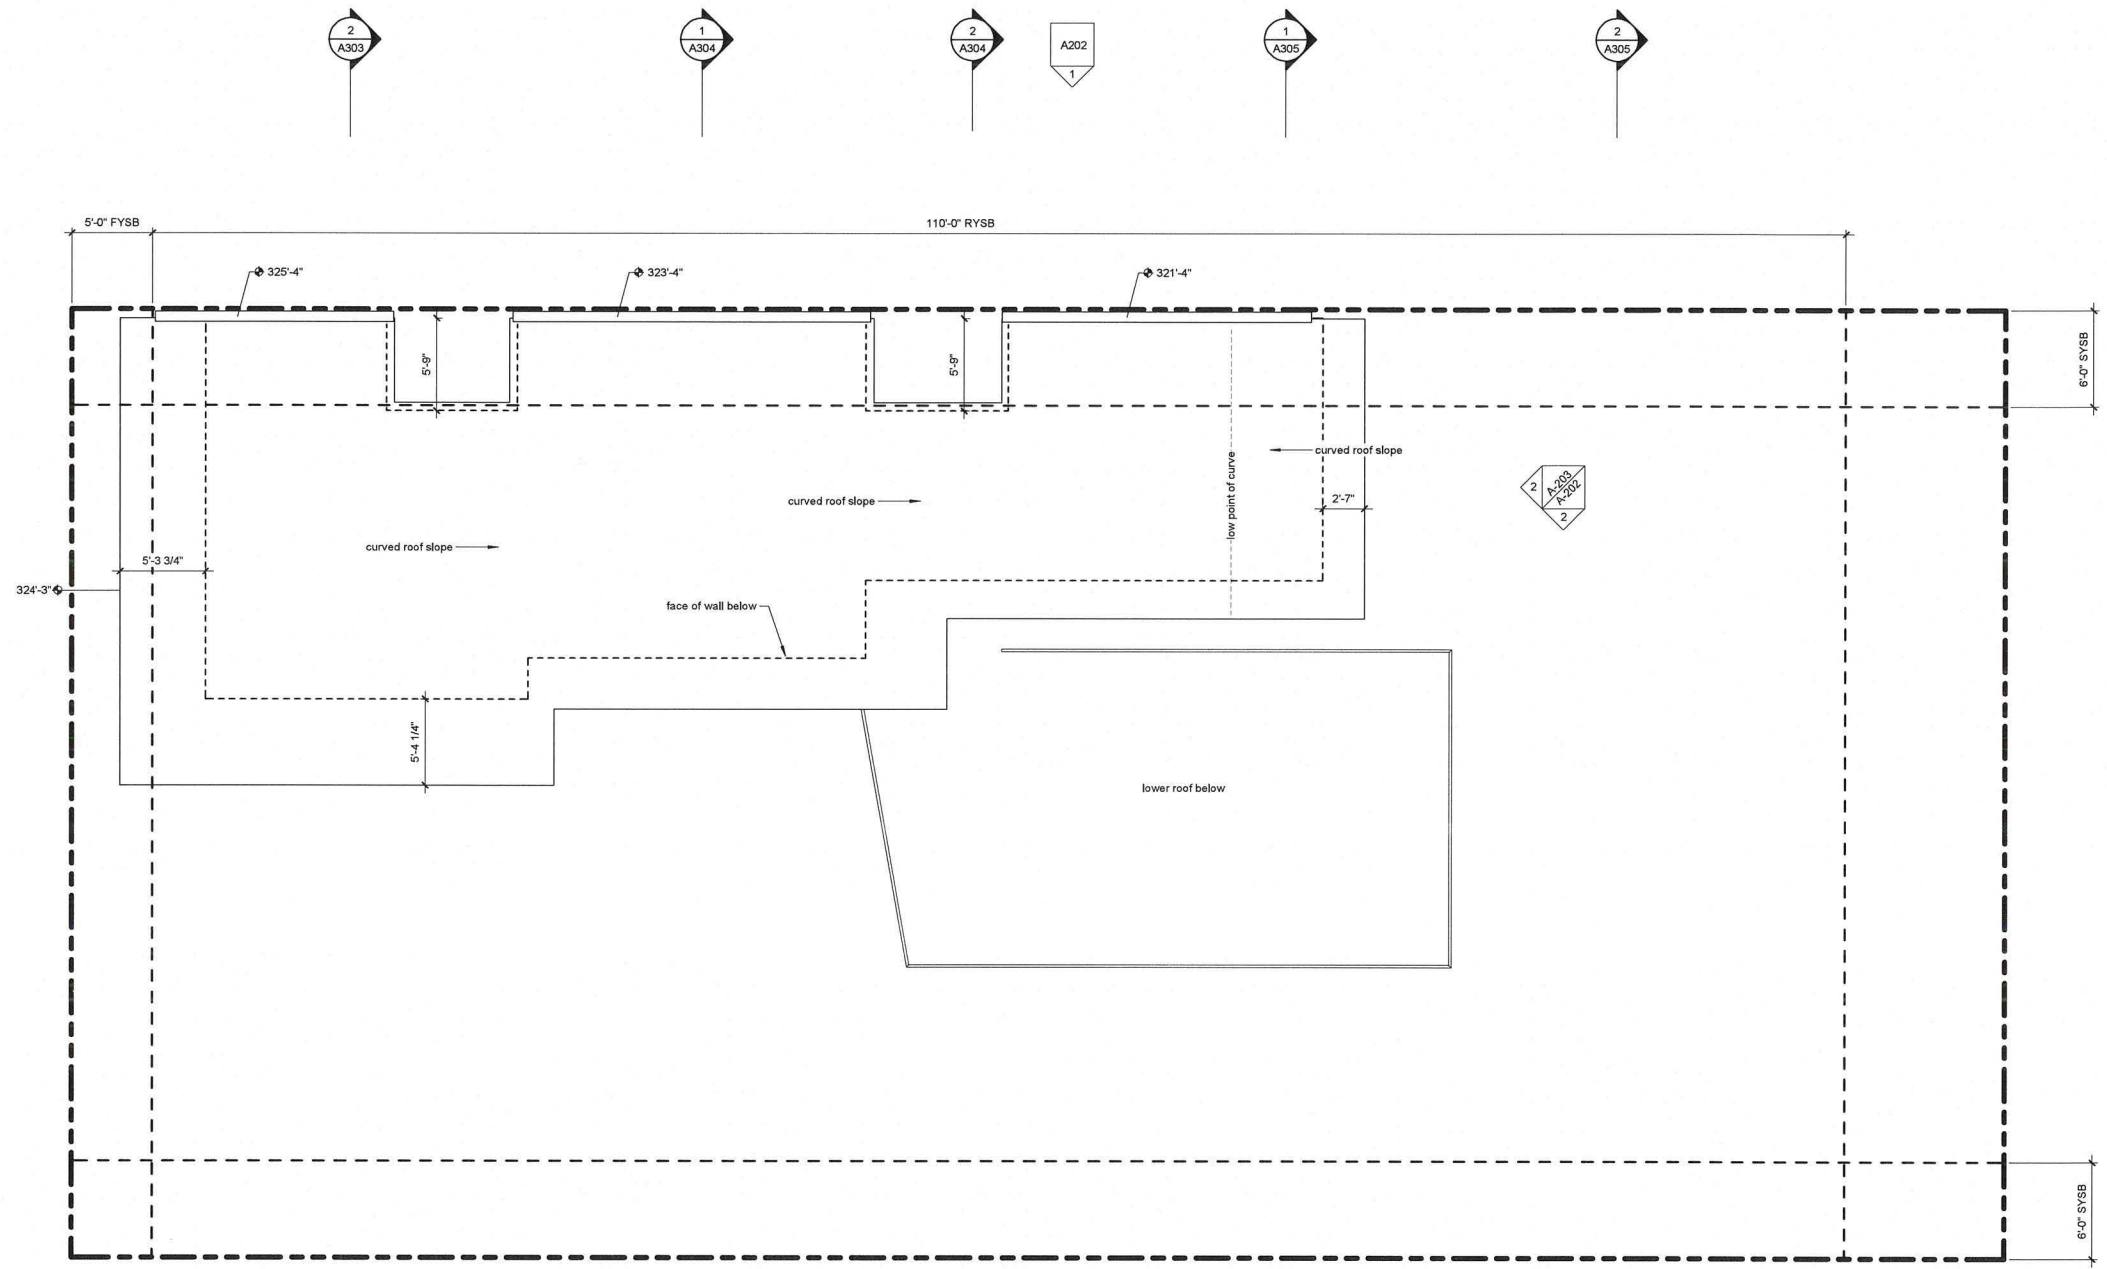 2
A303
1
A304
2
A304
A202
1
1
A305
2
A305
5'-0" FYSB
110'-0" RYSB
325'-4"
323'-4"
321'-4"
5'-9"
5'-9"
6'-0" SYSB
curved roof slope
low point of curve
2
A-203
A-202
2
2'-7"
curved roof slope
curved roof slope
5'-3 3/4"
324'-3"
face of wall below
5'-4 1/4"
lower roof below
6'-0" SYSB